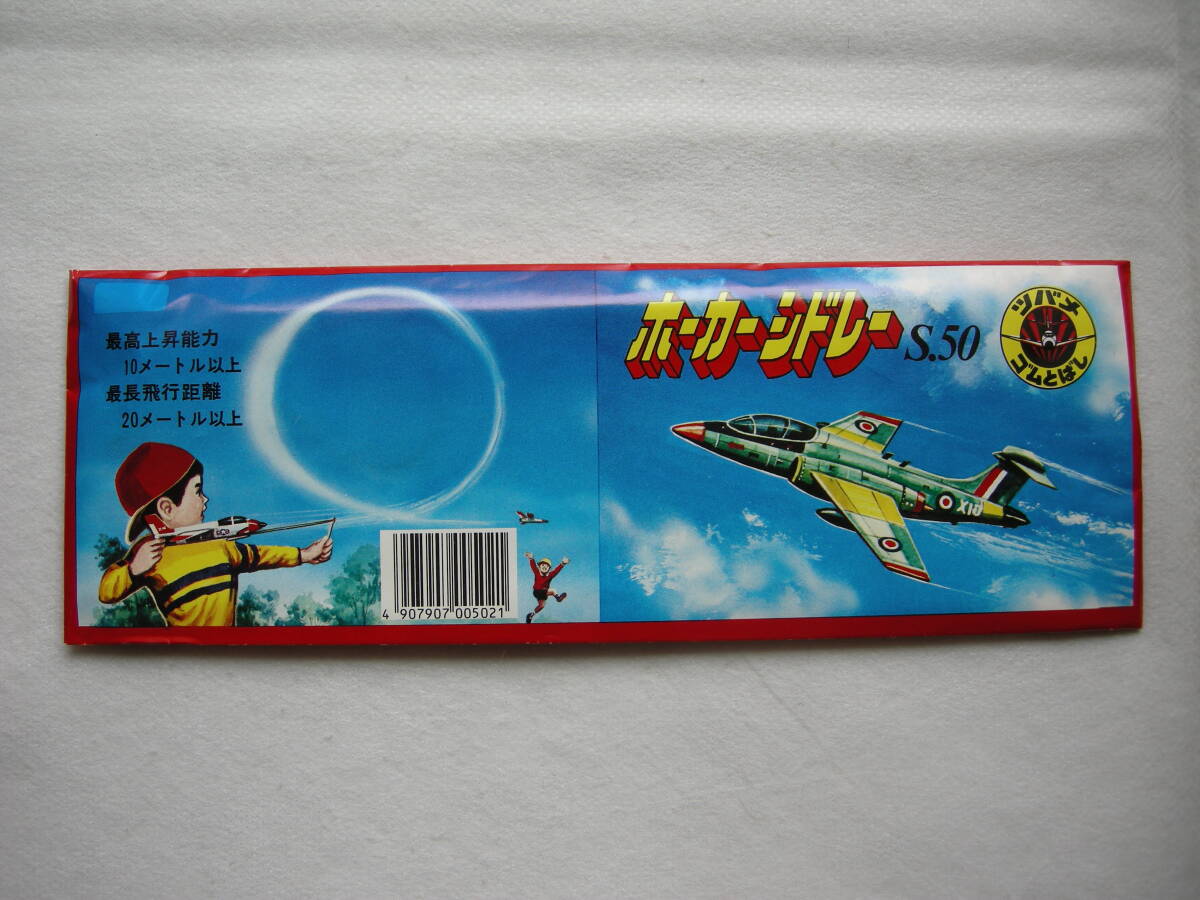 最高上昇能力
10メートル以上
最長飛行距離
20メートル以上
4 907907 005021
ホーカーシドレー S.50
ツバメ
ゴムとばし
XIU